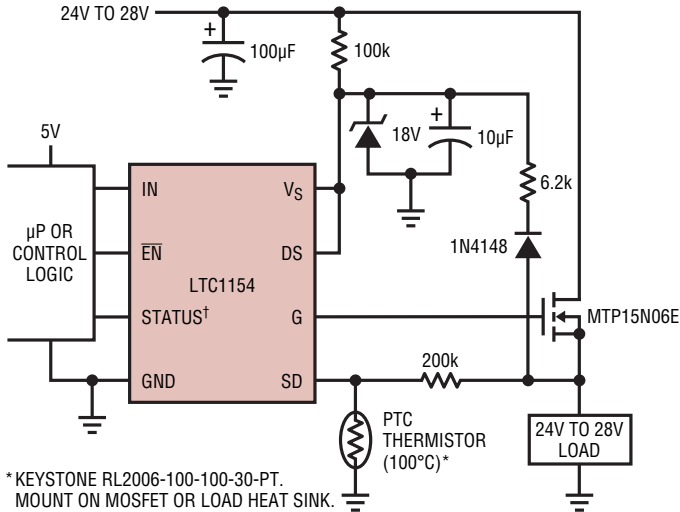 24V TO 28V
+
100µF
100k
5V
18V
+
10µF
6.2k
1N4148
µP OR
CONTROL
LOGIC
IN
EN
STATUS†
GND
LTC1154
VS
DS
G
SD
MTP15N06E
200k
PTC
THERMISTOR
(100°C)*
24V TO 28V
LOAD
*KEYSTONE RL2006-100-100-30-PT.
MOUNT ON MOSFET OR LOAD HEAT SINK.